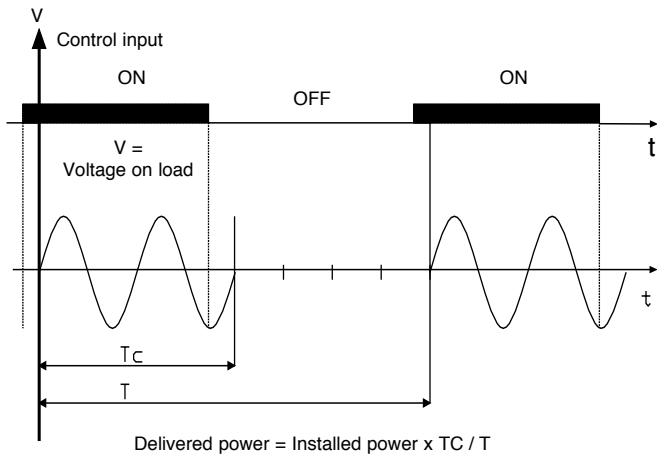 V
Control input
ON
OFF
ON
t
V =
Voltage on load
t
Tc
T
Delivered power = Installed power x TC / T